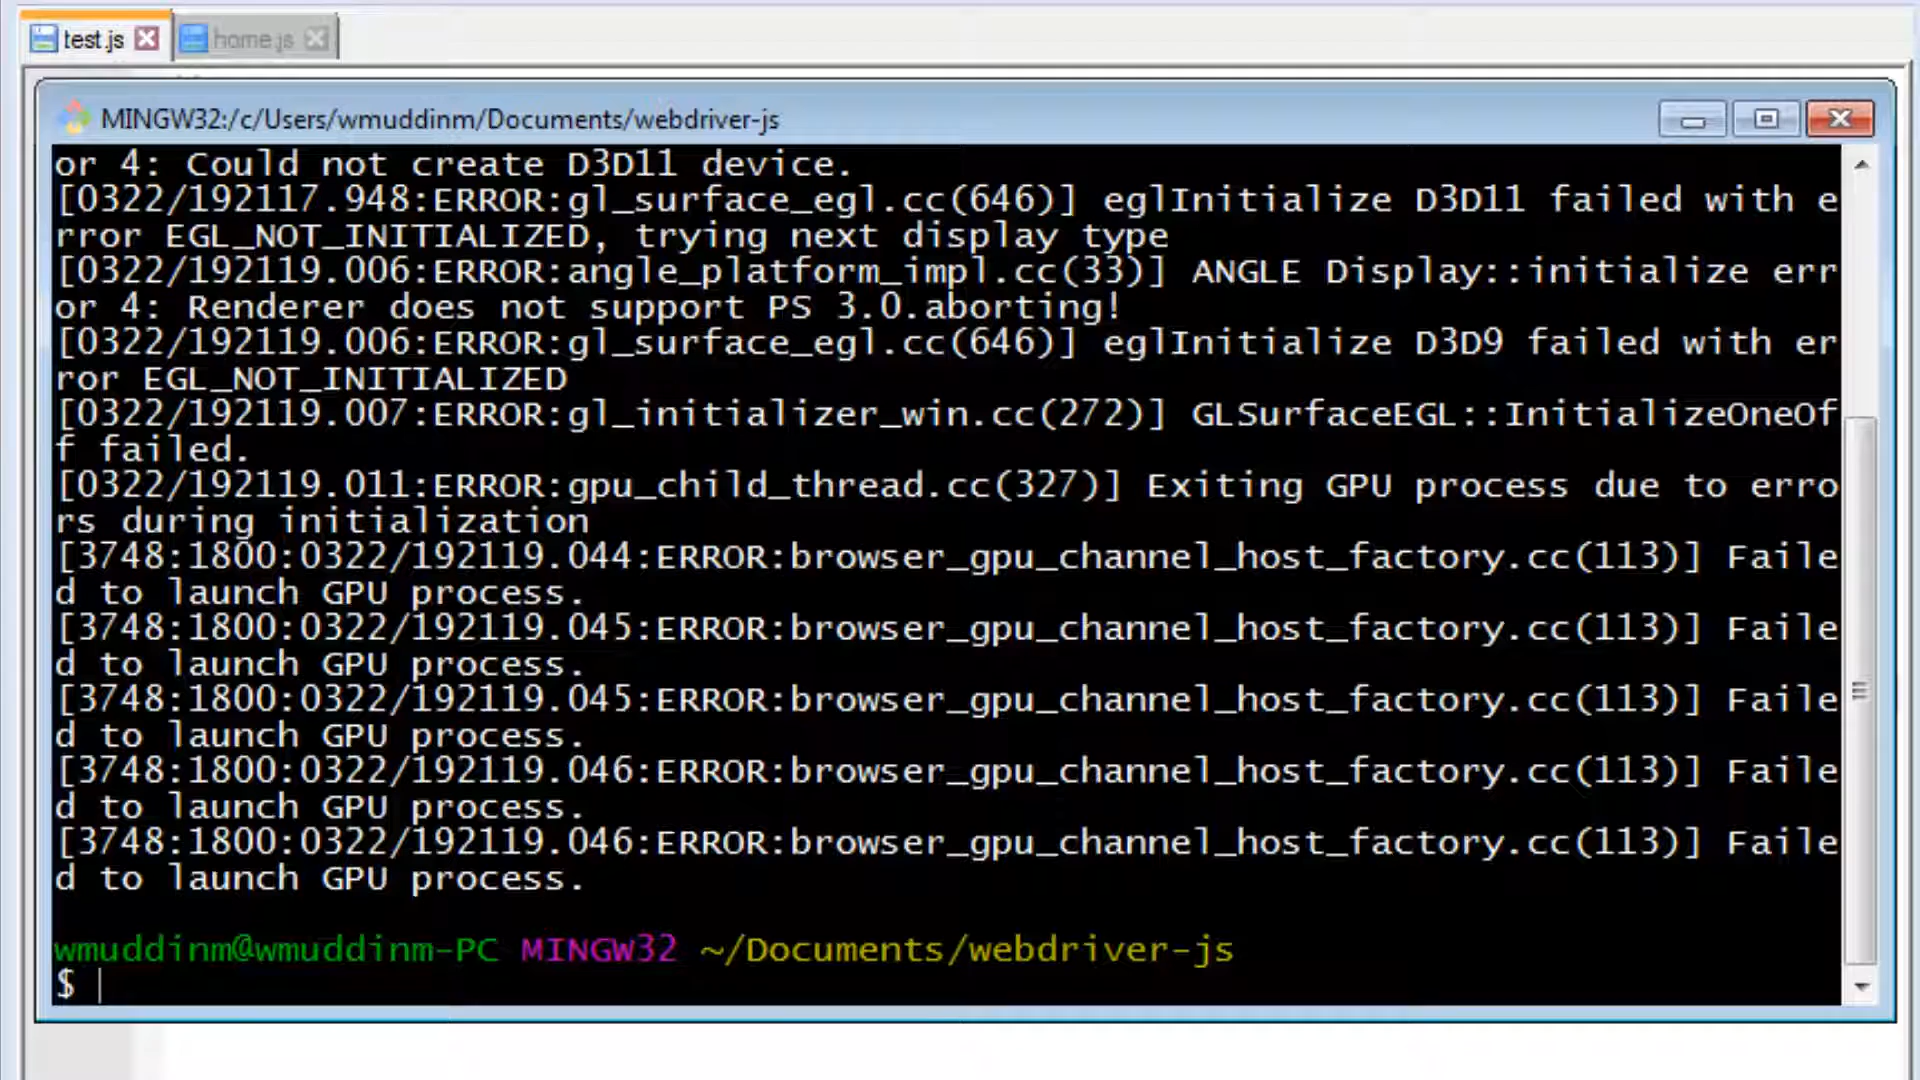 test.js home.js
MINGW32:/c/Users/wmuddinm/Documents/webdriver-js
or 4: Could not create D3D11 device.
[0322/192117.948:ERROR:gl_surface_egl.cc(646)] eglInitialize D3D11 failed with e
rror EGL_NOT_INITIALIZED, trying next display type
[0322/192119.006:ERROR:angle_platform_impl.cc(33)] ANGLE Display::initialize err
or 4: Renderer does not support PS 3.0.aborting!
[0322/192119.006:ERROR:gl_surface_egl.cc(646)] eglInitialize D3D9 failed with er
ror EGL_NOT_INITIALIZED
[0322/192119.007:ERROR:gl_initializer_win.cc(272)] GLSurfaceEGL::InitializeOneOf
f failed.
[0322/192119.011:ERROR:gpu_child_thread.cc(327)] Exiting GPU process due to erro
rs during initialization
[3748:1800:0322/192119.044:ERROR:browser_gpu_channel_host_factory.cc(113)] Faile
d to launch GPU process.
[3748:1800:0322/192119.045:ERROR:browser_gpu_channel_host_factory.cc(113)] Faile
d to launch GPU process.
[3748:1800:0322/192119.045:ERROR:browser_gpu_channel_host_factory.cc(113)] Faile
d to launch GPU process.
[3748:1800:0322/192119.046:ERROR:browser_gpu_channel_host_factory.cc(113)] Faile
d to launch GPU process.
[3748:1800:0322/192119.046:ERROR:browser_gpu_channel_host_factory.cc(113)] Faile
d to launch GPU process.
wmuddinm@wmuddinm-PC MINGW32 ~/Documents/webdriver-js
$